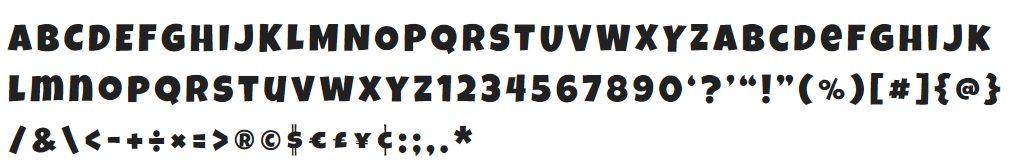 ABCDEFGHIJKLMNOPQRSTUVWXYZABCDeFGHIJK
LmnOPQRSTUVWXYZ1234567890‘?’“!”(%)[#]{@}
/&\<-+÷×=>®©$€£¥¢:;,.*